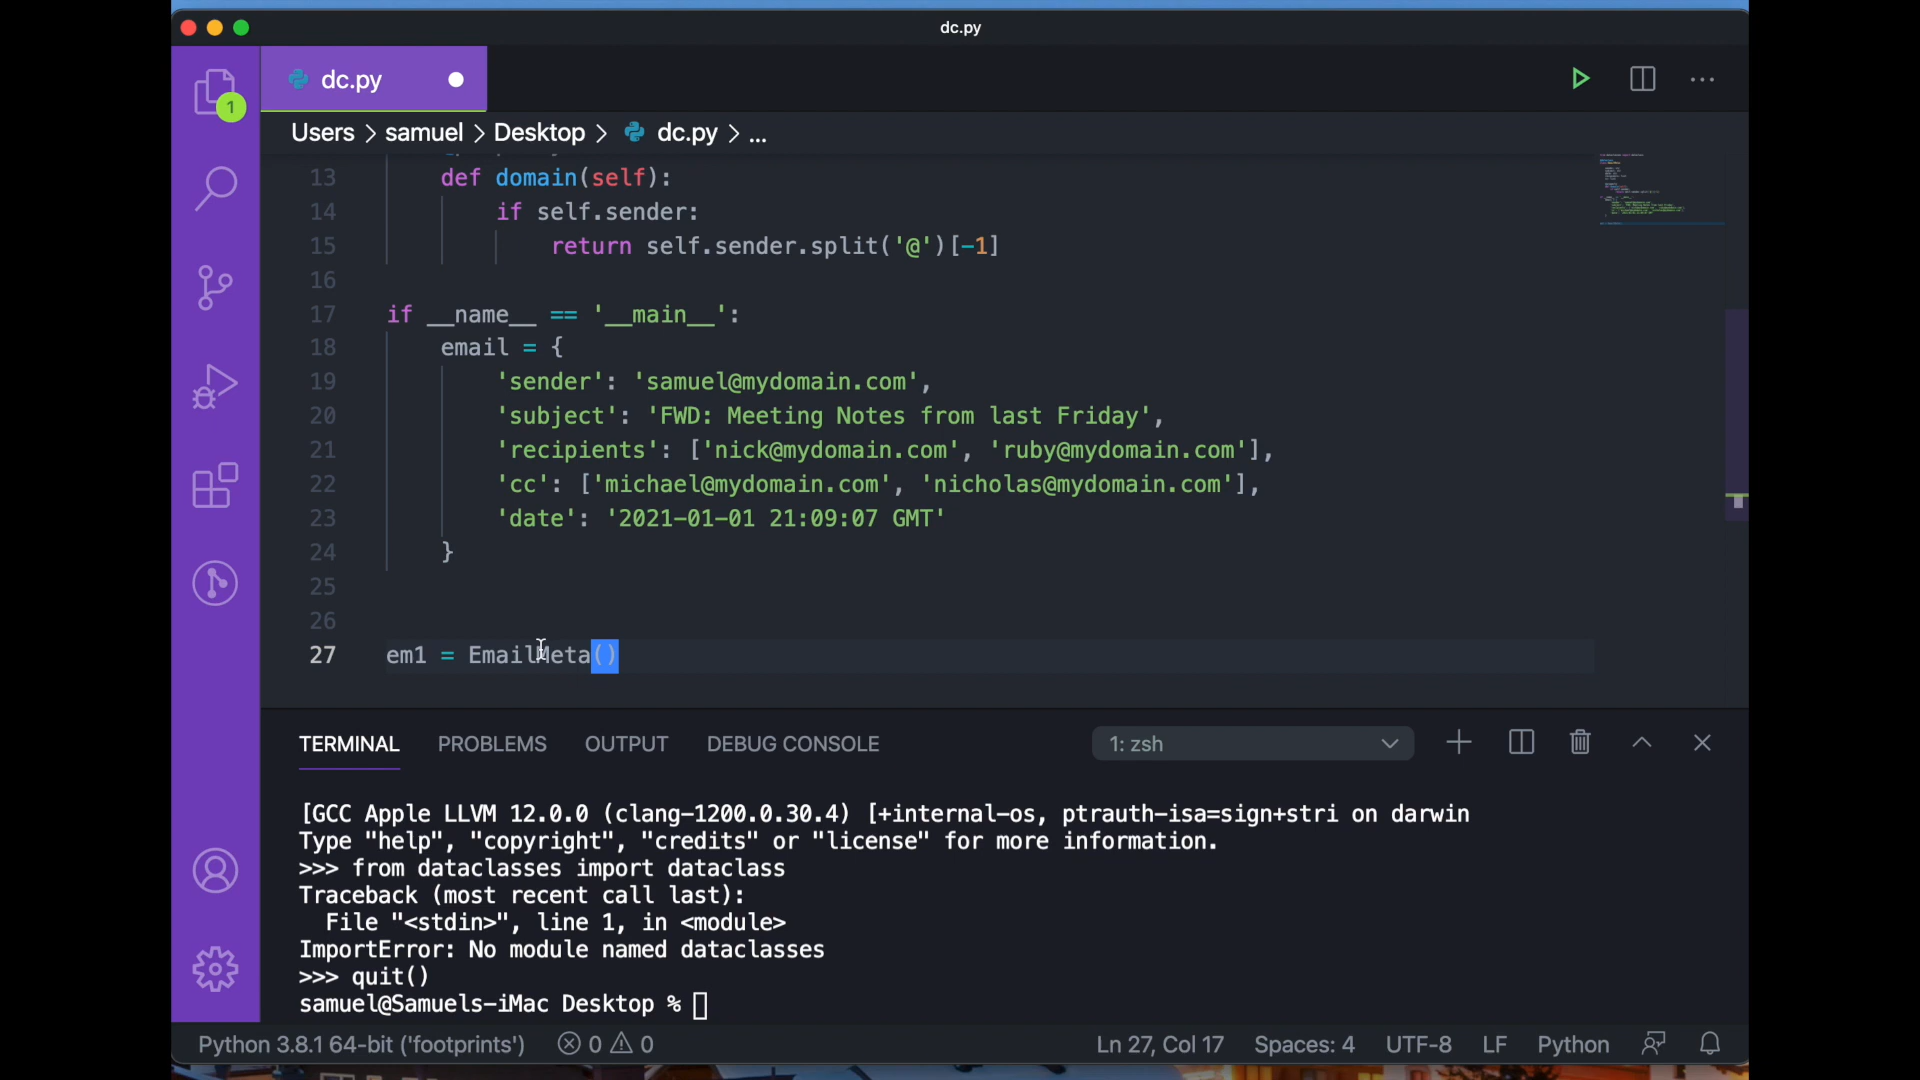 dc.py
dc.py
1
Users > samuel > Desktop > dc.py > ...
13 def domain(self):
14 if self.sender:
15 return self.sender.split('@')[-1]
16
17 if __name__ == '__main__':
18 email = {
19 'sender': 'samuel@mydomain.com',
20 'subject': 'FWD: Meeting Notes from last Friday',
21 'recipients': ['nick@mydomain.com', 'ruby@mydomain.com'],
22 'cc': ['michael@mydomain.com', 'nicholas@mydomain.com'],
23 'date': '2021-01-01 21:09:07 GMT'
24 }
25
26
27 em1 = EmailMeta()
TERMINAL PROBLEMS OUTPUT DEBUG CONSOLE 1: zsh
[GCC Apple LLVM 12.0.0 (clang-1200.0.30.4) [+internal-os, ptrauth-isa=sign+stri on darwin
Type "help", "copyright", "credits" or "license" for more information.
>>> from dataclasses import dataclass
Traceback (most recent call last):
File "<stdin>", line 1, in <module>
ImportError: No module named dataclasses
>>> quit()
samuel@Samuels-iMac Desktop %
Python 3.8.1 64-bit ('footprints') 0 0 Ln 27, Col 17 Spaces: 4 UTF-8 LF Python